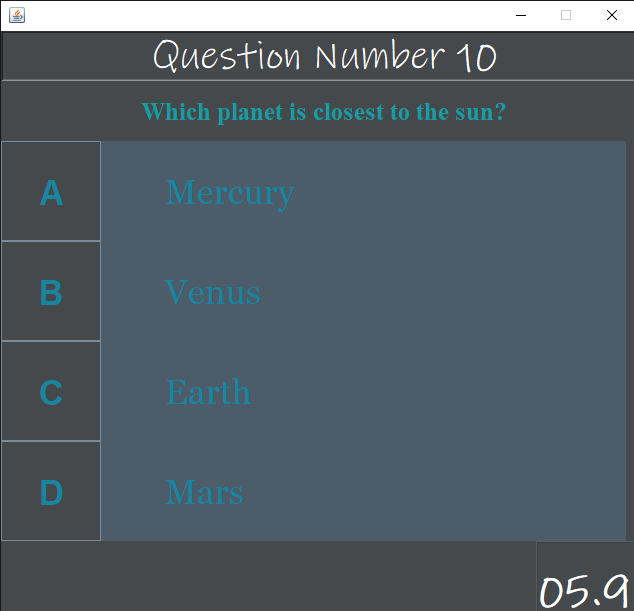 Question Number 10
Which planet is closest to the sun?
A Mercury
B Venus
C Earth
D Mars
05.9